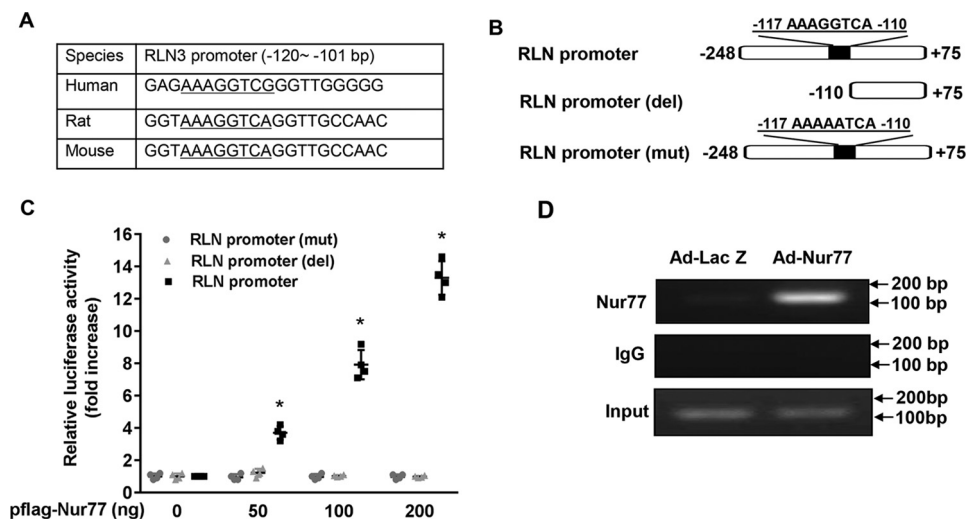 A
Species RLN3 promoter (-120~ -101 bp)
Human GAGAAAGGTCGGGTTGGGGG
Rat GGTAAAGGTCAGGTTGCCAAC
Mouse GGTAAAGGTCAGGTTGCCAAC
B
-117 AAAGGTCA -110
RLN promoter -248 +75
RLN promoter (del) -110 +75
-117 AAAAATCA -110
RLN promoter (mut) -248 +75
C
Relative luciferase activity
(fold increase)
16
14
12
10
8
6
4
2
0
RLN promoter (mut)
RLN promoter (del)
RLN promoter
*
*
*
pflag-Nur77 (ng) 0 50 100 200
D
Ad-Lac Z Ad-Nur77
Nur77 200 bp
100 bp
IgG 200 bp
100 bp
Input 200bp
100bp